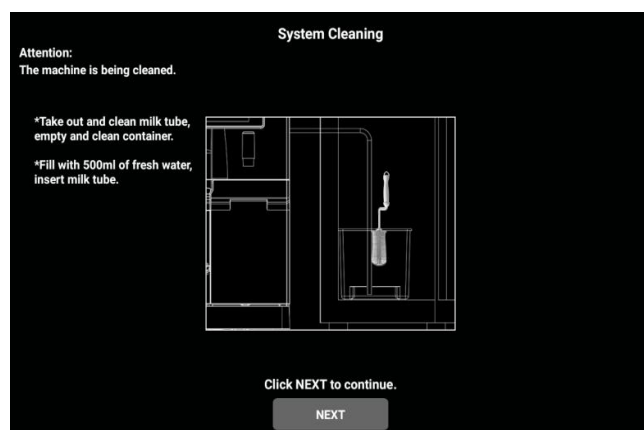 System Cleaning
Attention:
The machine is being cleaned.
*Take out and clean milk tube,
empty and clean container.
*Fill with 500ml of fresh water,
insert milk tube.
Click NEXT to continue.
NEXT